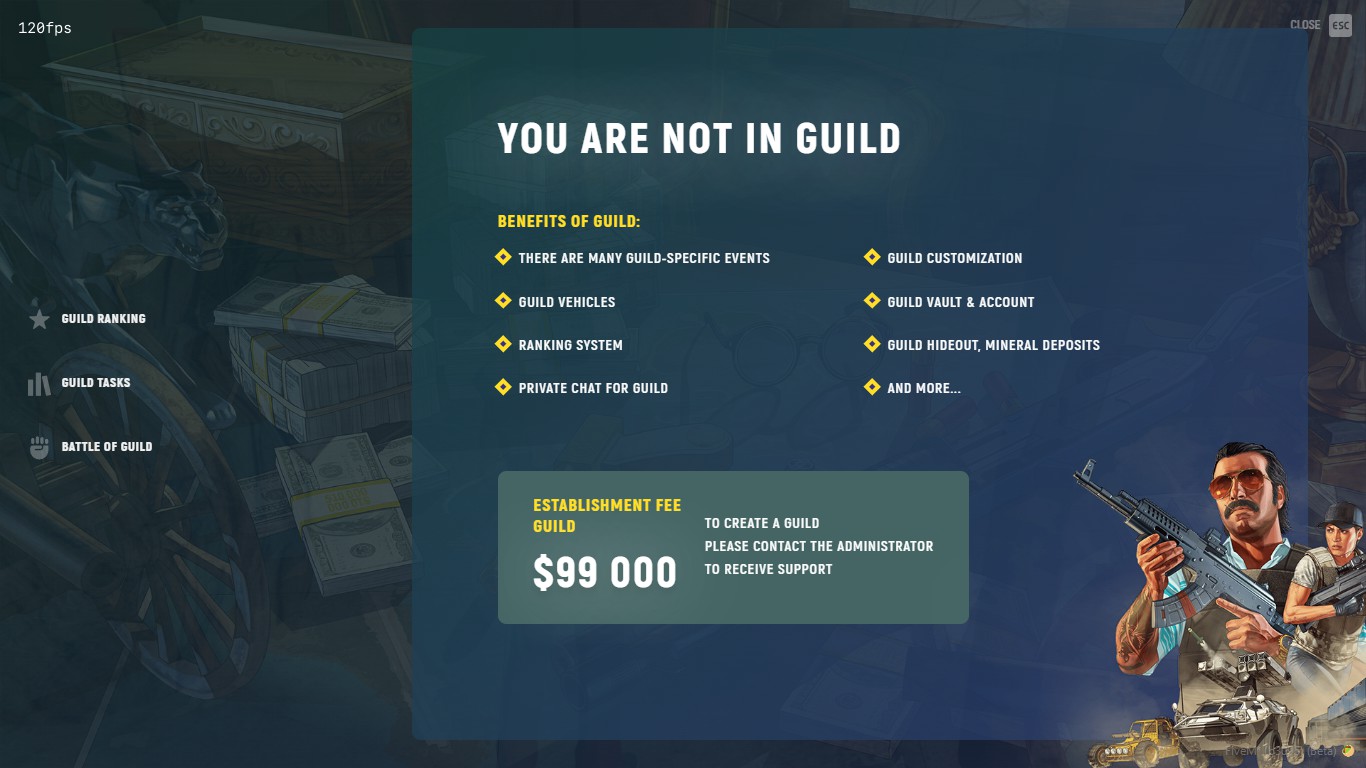 120fps
CLOSE ESC
YOU ARE NOT IN GUILD
BENEFITS OF GUILD:
THERE ARE MANY GUILD-SPECIFIC EVENTS
GUILD CUSTOMIZATION
GUILD VEHICLES
GUILD VAULT & ACCOUNT
RANKING SYSTEM
GUILD HIDEOUT, MINERAL DEPOSITS
PRIVATE CHAT FOR GUILD
AND MORE...
GUILD RANKING
GUILD TASKS
BATTLE OF GUILD
ESTABLISHMENT FEE
GUILD
$99 000
TO CREATE A GUILD
PLEASE CONTACT THE ADMINISTRATOR
TO RECEIVE SUPPORT
(Beta)